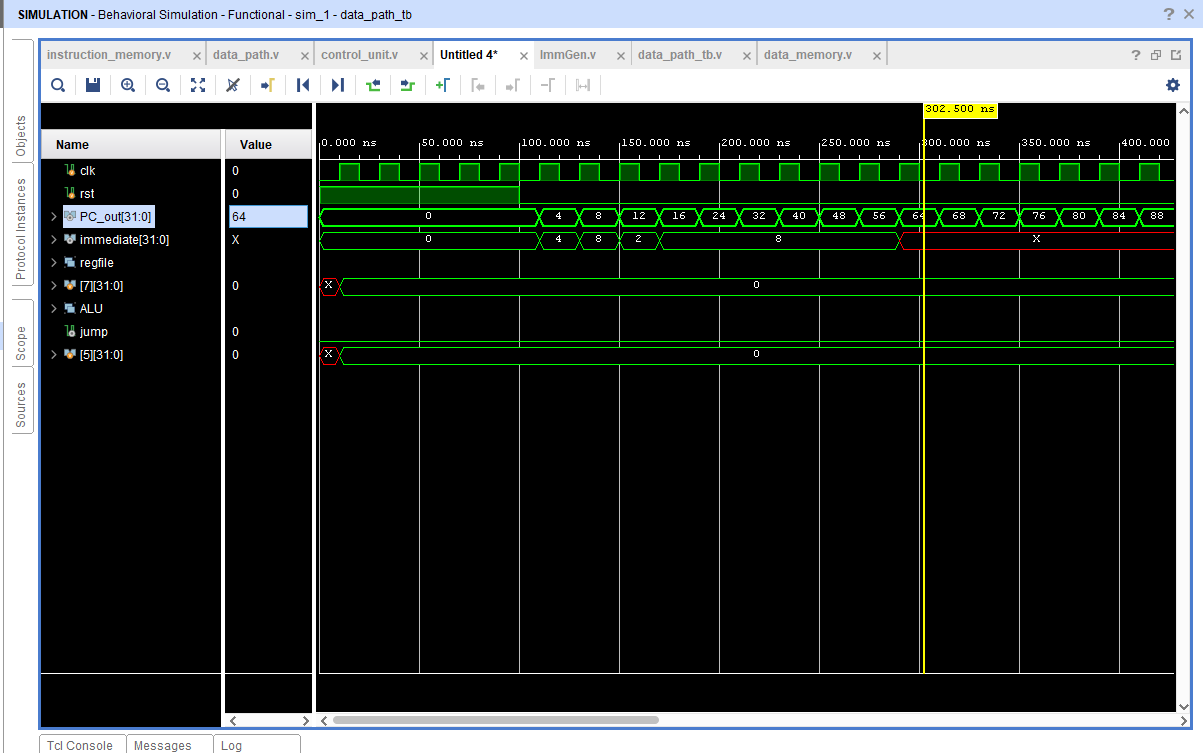 SIMULATION - Behavioral Simulation - Functional - sim_1 - data_path_tb
instruction_memory.v data_path.v control_unit.v Untitled 4* ImmGen.v data_path_tb.v data_memory.v
Objects
Protocol Instances
Scope
Sources
302.500 ns
Name Value
0.000 ns 50.000 ns 100.000 ns 150.000 ns 200.000 ns 250.000 ns 300.000 ns 350.000 ns 400.000
clk 0
rst 0
PC_out[31:0] 64 0 4 8 12 16 24 32 40 48 56 64 68 72 76 80 84 88
immediate[31:0] X 0 4 8 2 8 X
regfile
[7][31:0] 0 X 0
ALU
jump 0
[5][31:0] 0 X 0
Tcl Console Messages Log